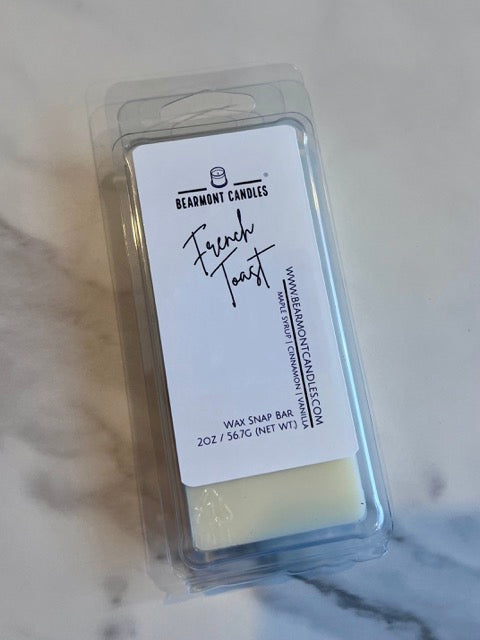 BEARMONT CANDLES®
French
Toast
WWW.BEARMONTCANDLES.COM
MAPLE SYRUP | CINNAMON | VANILLA
WAX SNAP BAR
2OZ / 56.7G (NET WT.)